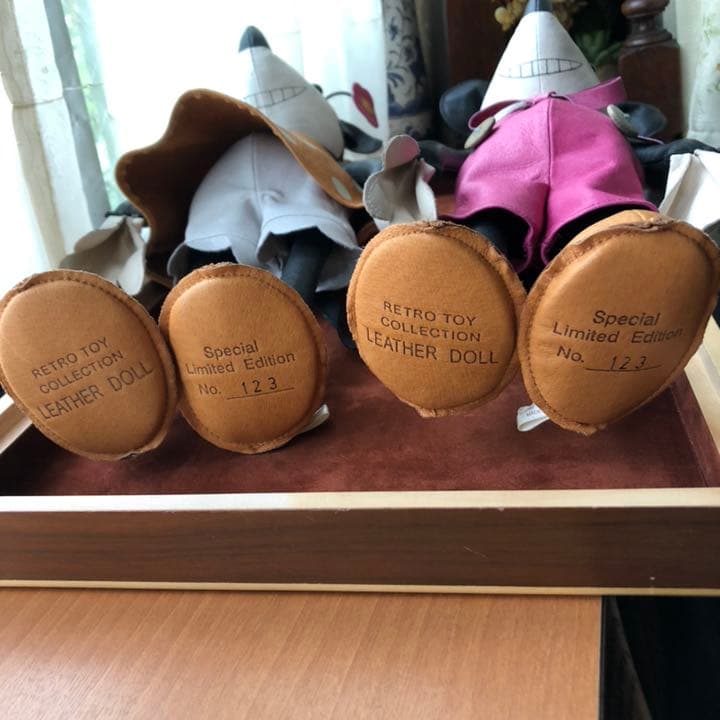 RETRO TOY
COLLECTION
LEATHER DOLL
Special
Limited Edition
No. 123
RETRO TOY
COLLECTION
LEATHER DOLL
Special
Limited Edition
No. 123